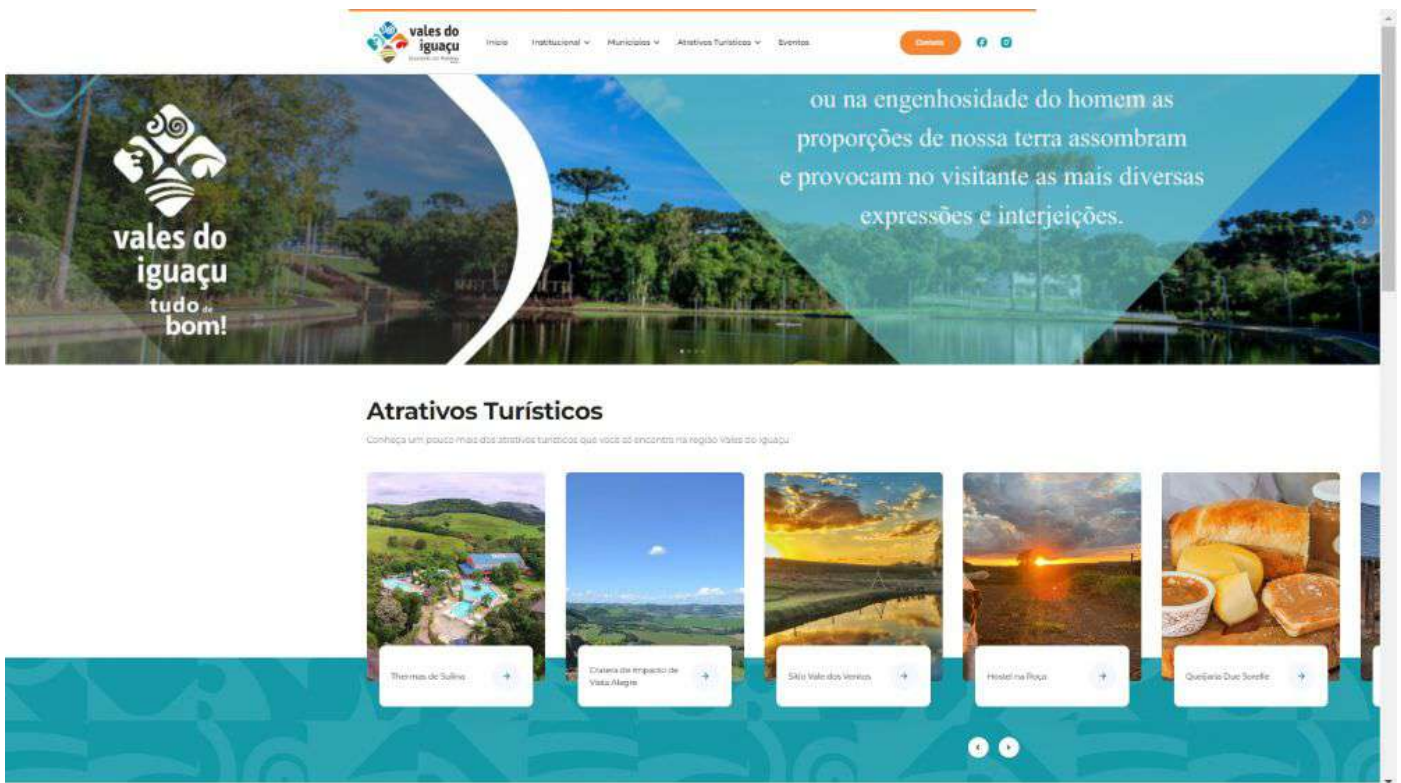 vales do
iguaçu
Início Institucional Municípios Atrativos Turísticos Eventos
Contato
ou na engenhosidade do homem as
proporções de nossa terra assombram
e provocam no visitante as mais diversas
expressões e interjeições.
vales do
iguaçu
tudo de
bom!
Atrativos Turísticos
Conheça um pouco mais dos atrativos turísticos que você só encontra na região Vales do Iguaçu
Thermas de Sulina
Cratera de Impacto de
Vista Alegre
Sítio Vale dos Ventos
Hostel na Roça
Queijaria Due Sorelle